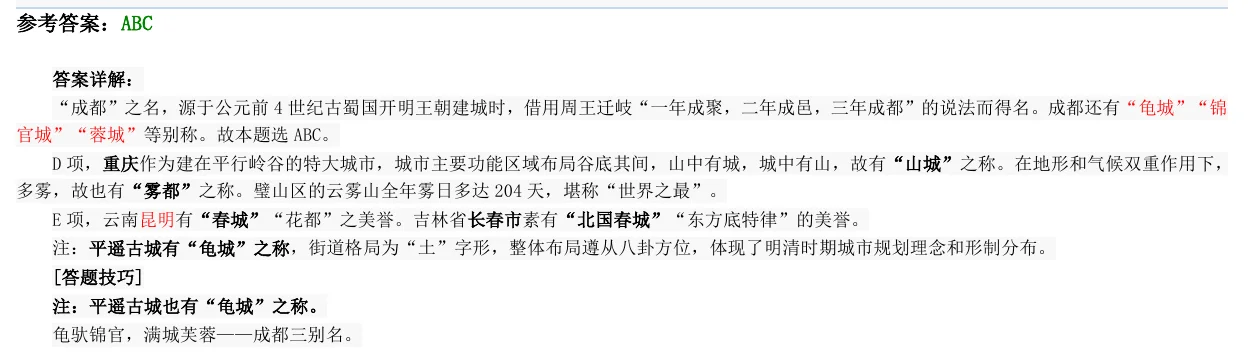 参考答案：ABC
答案详解：
“成都”之名，源于公元前 4 世纪古蜀国开明王朝建城时，借用周王迁岐“一年成聚，二年成邑，三年成都”的说法而得名。成都还有“龟城”“锦
官城”“蓉城”等别称。故本题选 ABC。
D 项，重庆作为建在平行岭谷的特大城市，城市主要功能区域布局谷底其间，山中有城，城中有山，故有“山城”之称。在地形和气候双重作用下，
多雾，故也有“雾都”之称。璧山区的云雾山全年雾日多达 204 天，堪称“世界之最”。
E 项，云南昆明有“春城”“花都”之美誉。吉林省长春市素有“北国春城”“东方底特律”的美誉。
注：平遥古城有“龟城”之称，街道格局为“土”字形，整体布局遵从八卦方位，体现了明清时期城市规划理念和形制分布。
[答题技巧]
注：平遥古城也有“龟城”之称。
龟驮锦官，满城芙蓉——成都三别名。